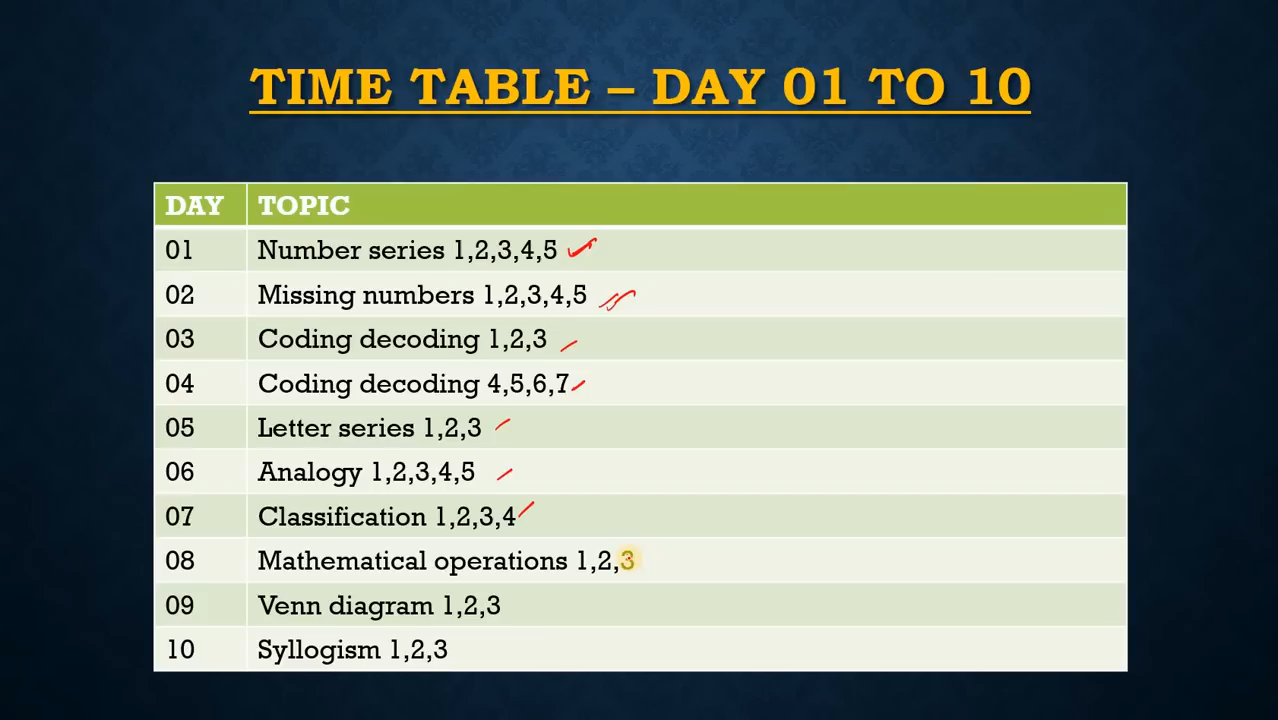 TIME TABLE – DAY 01 TO 10
DAY TOPIC
01 Number series 1,2,3,4,5
02 Missing numbers 1,2,3,4,5
03 Coding decoding 1,2,3
04 Coding decoding 4,5,6,7
05 Letter series 1,2,3
06 Analogy 1,2,3,4,5
07 Classification 1,2,3,4
08 Mathematical operations 1,2,3
09 Venn diagram 1,2,3
10 Syllogism 1,2,3